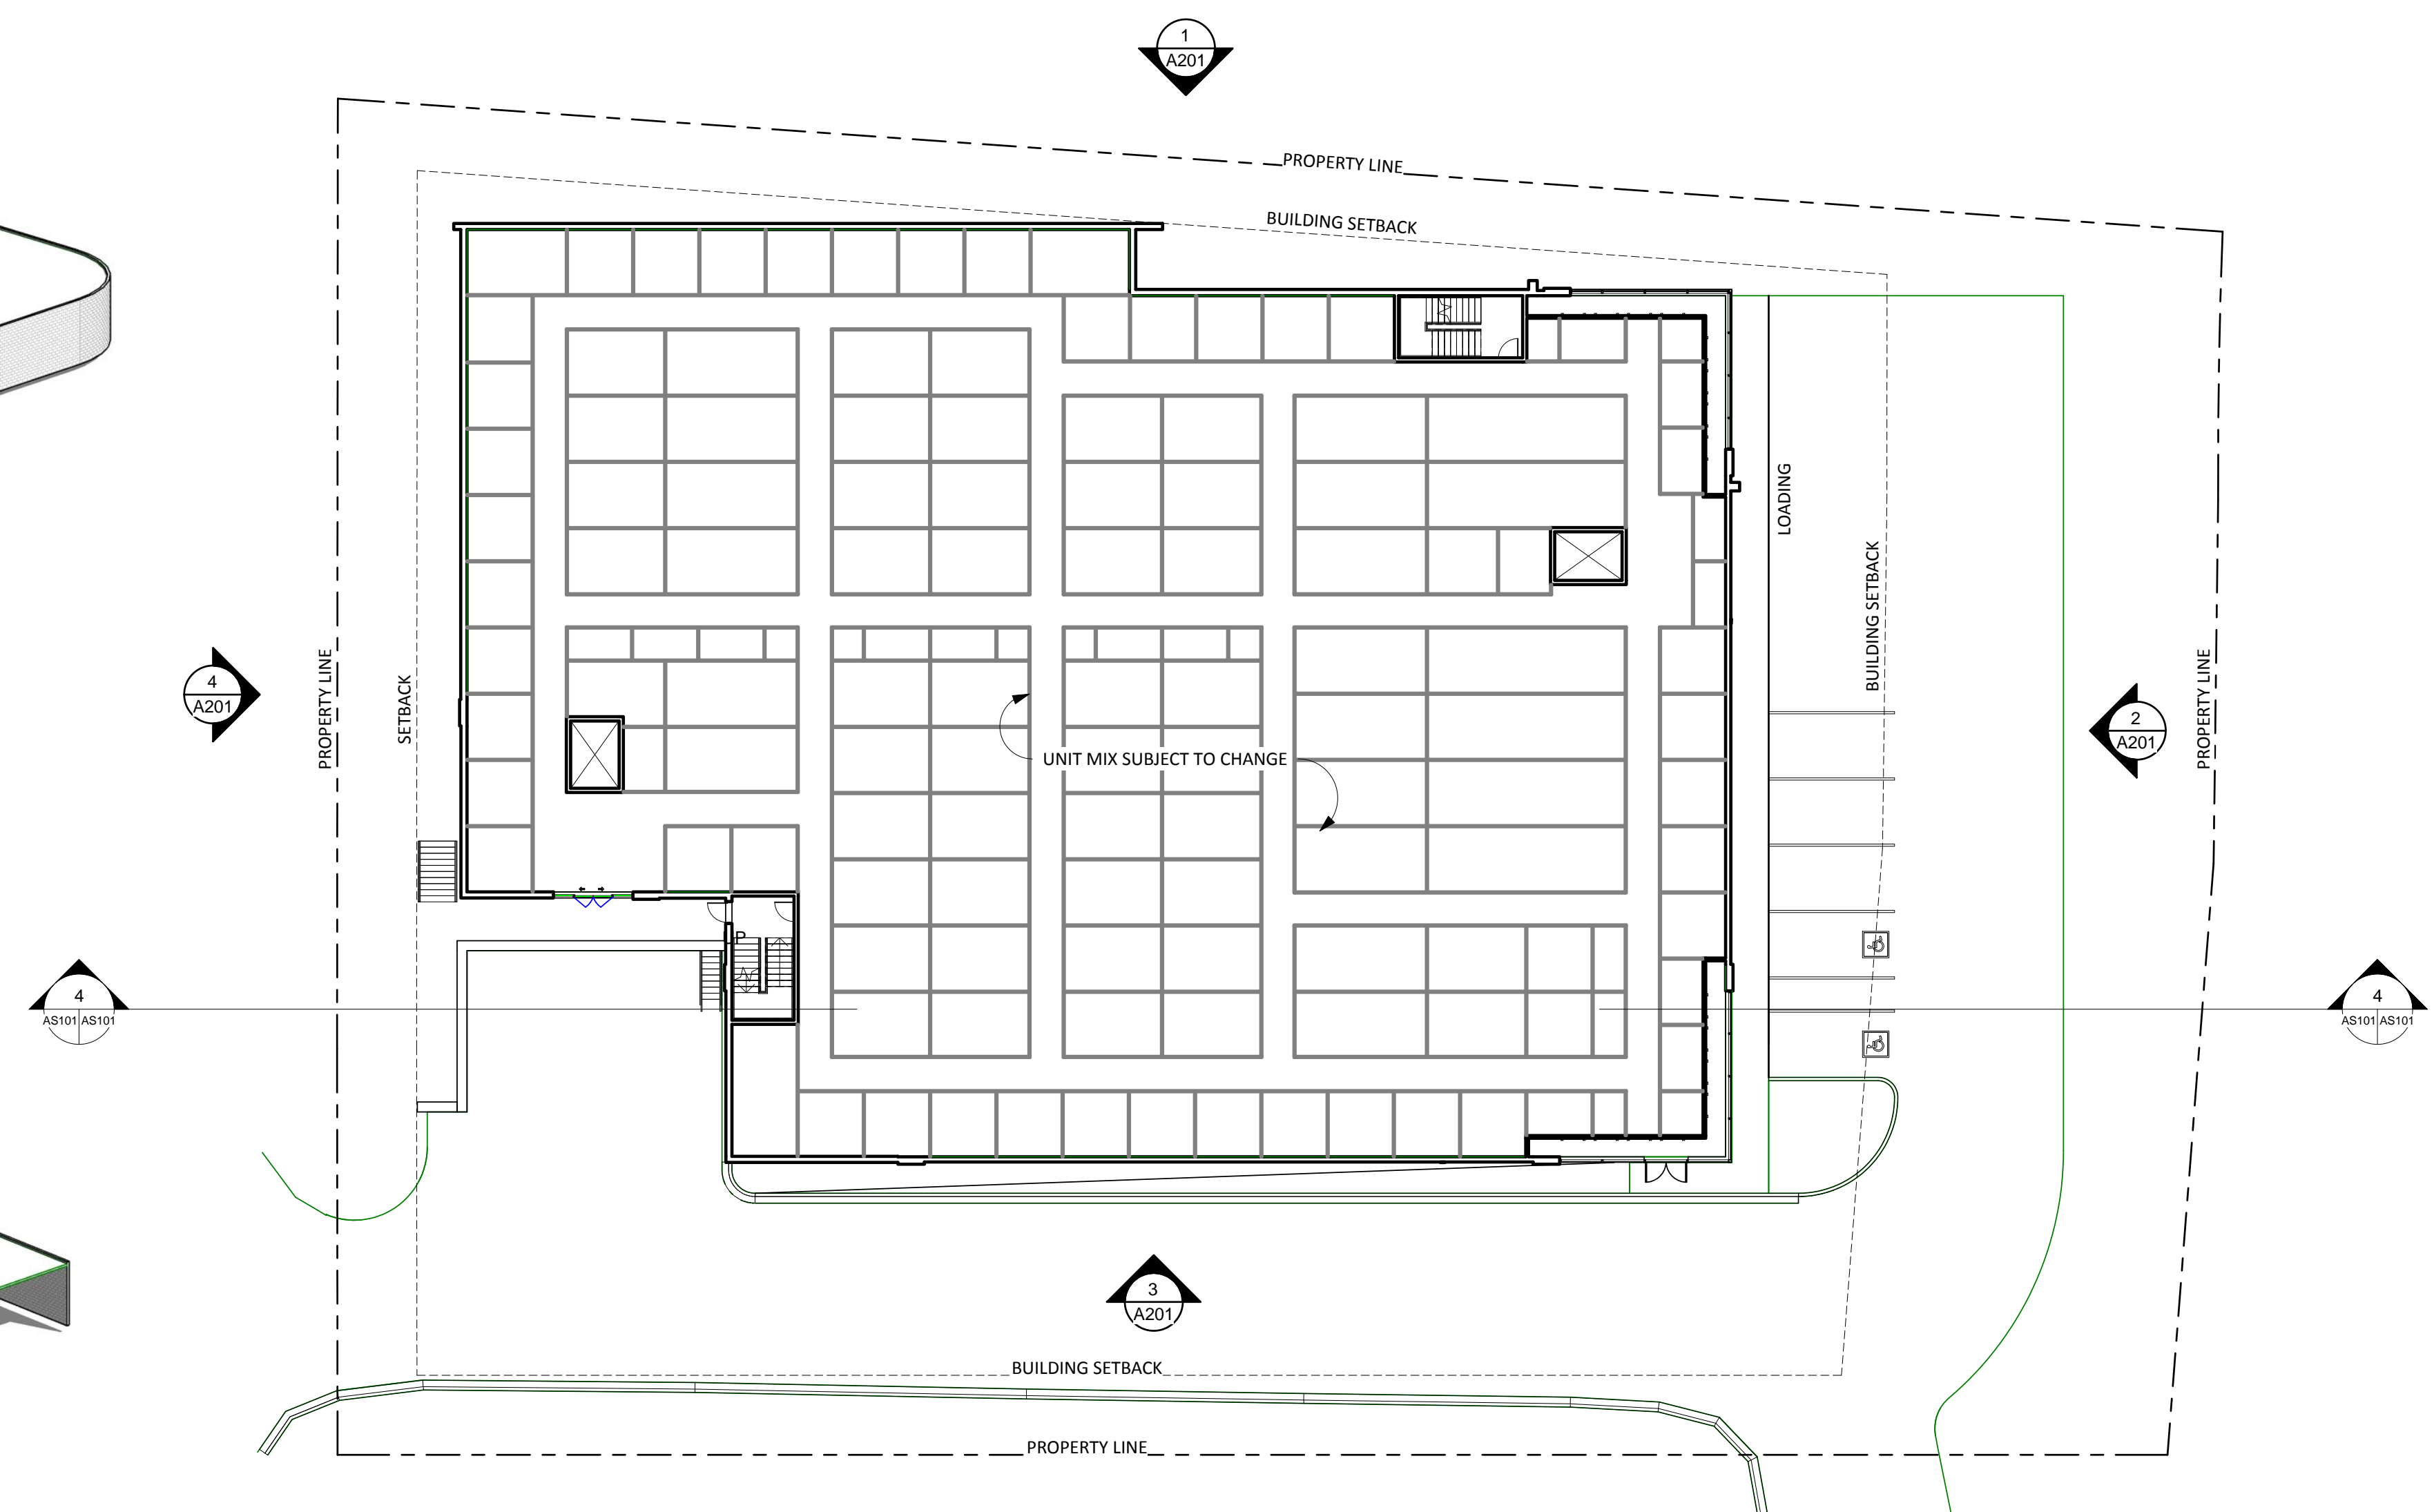 1
A201
PROPERTY LINE
BUILDING SETBACK
LOADING
BUILDING SETBACK
PROPERTY LINE
PROPERTY LINE
SETBACK
4
A201
2
A201
UNIT MIX SUBJECT TO CHANGE
P
4
AS101 AS101
4
AS101 AS101
3
A201
BUILDING SETBACK
PROPERTY LINE